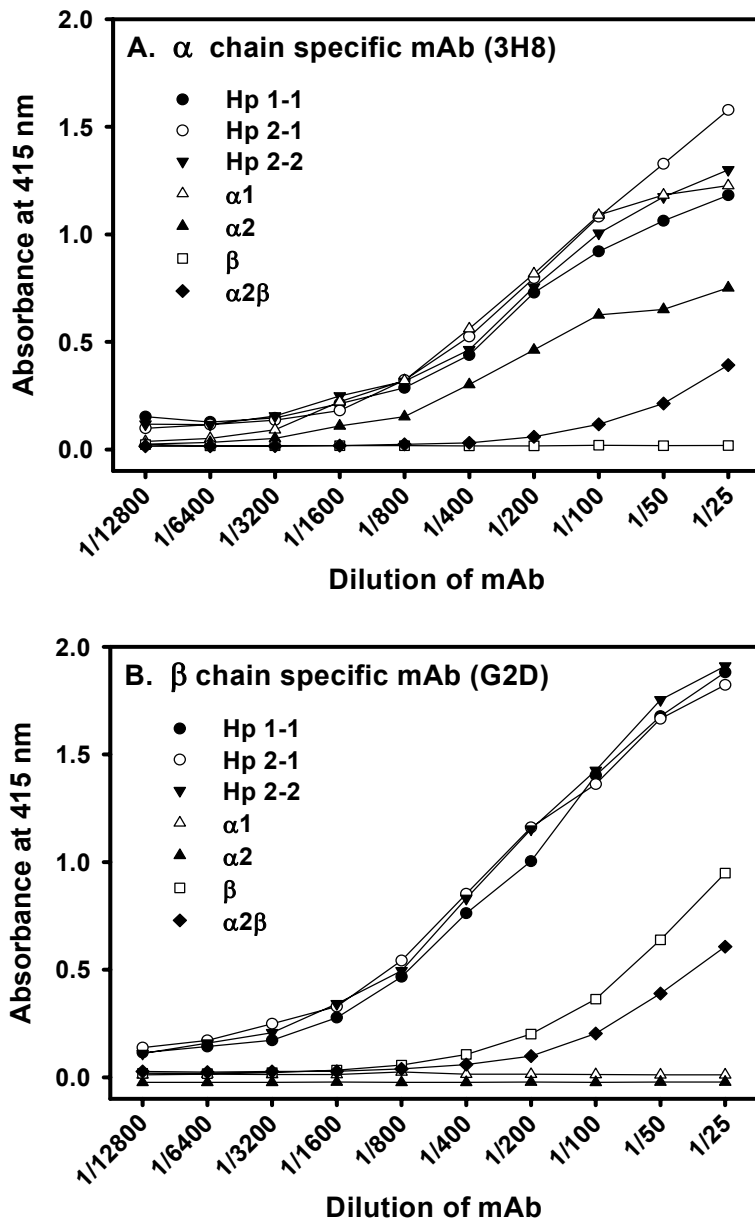 A. α chain specific mAb (3H8)
Hp 1-1
Hp 2-1
Hp 2-2
α1
α2
β
α2β
Absorbance at 415 nm
2.0
1.5
1.0
0.5
0.0
1/12800
1/6400
1/3200
1/1600
1/800
1/400
1/200
1/100
1/50
1/25
Dilution of mAb
B. β chain specific mAb (G2D)
Hp 1-1
Hp 2-1
Hp 2-2
α1
α2
β
α2β
Absorbance at 415 nm
2.0
1.5
1.0
0.5
0.0
1/12800
1/6400
1/3200
1/1600
1/800
1/400
1/200
1/100
1/50
1/25
Dilution of mAb